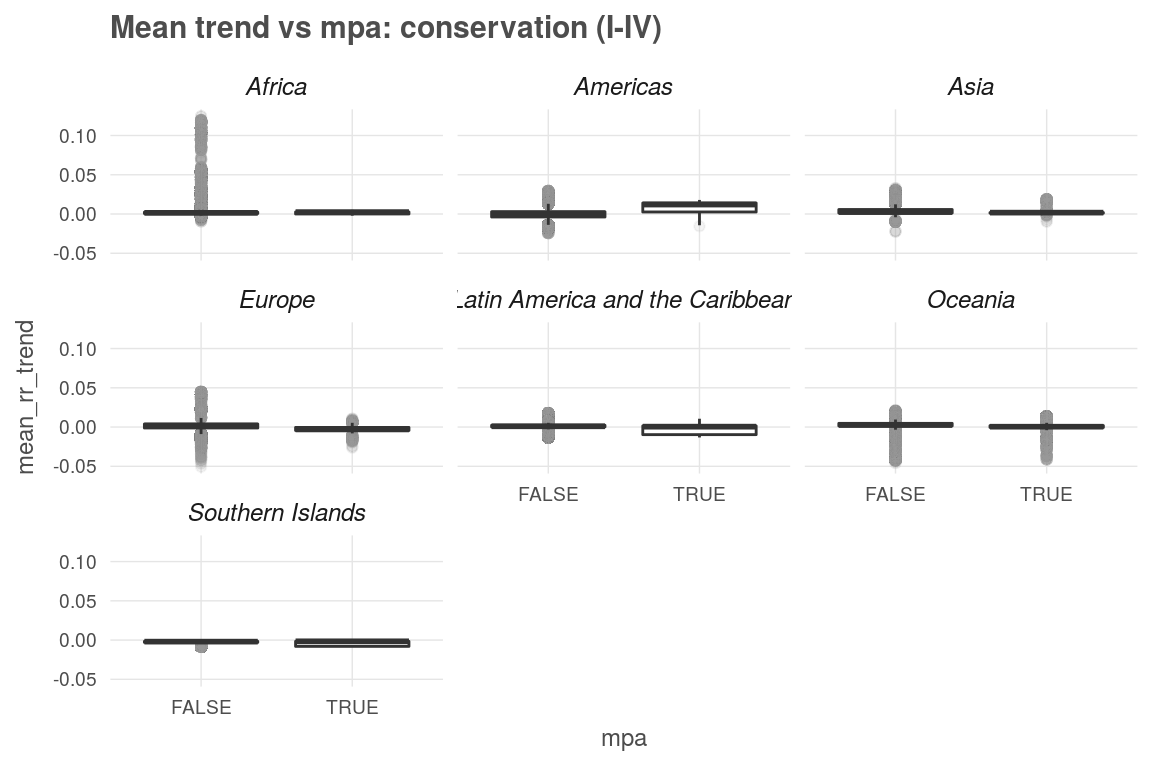 Mean trend vs mpa: conservation (I-IV)
Africa
Americas
Asia
0.10
0.05
0.00
-0.05
Europe
Latin America and the Caribbean
Oceania
0.10
0.05
0.00
-0.05
mean_rr_trend
FALSE
TRUE
FALSE
TRUE
Southern Islands
0.10
0.05
0.00
-0.05
FALSE
TRUE
mpa